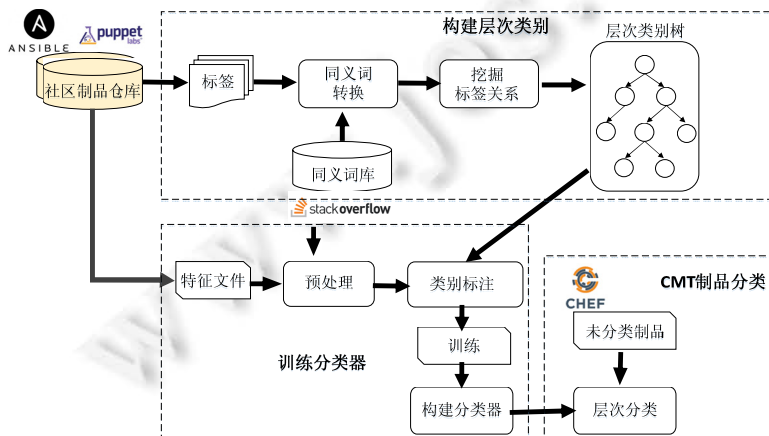 ANSIBLE
puppet
labs
构建层次类别
层次类别树
社区制品仓库
标签
同义词
转换
挖掘
标签关系
同义词库
stackoverflow
特征文件
预处理
类别标注
CHEF
CMT制品分类
未分类制品
训练
训练分类器
构建分类器
层次分类